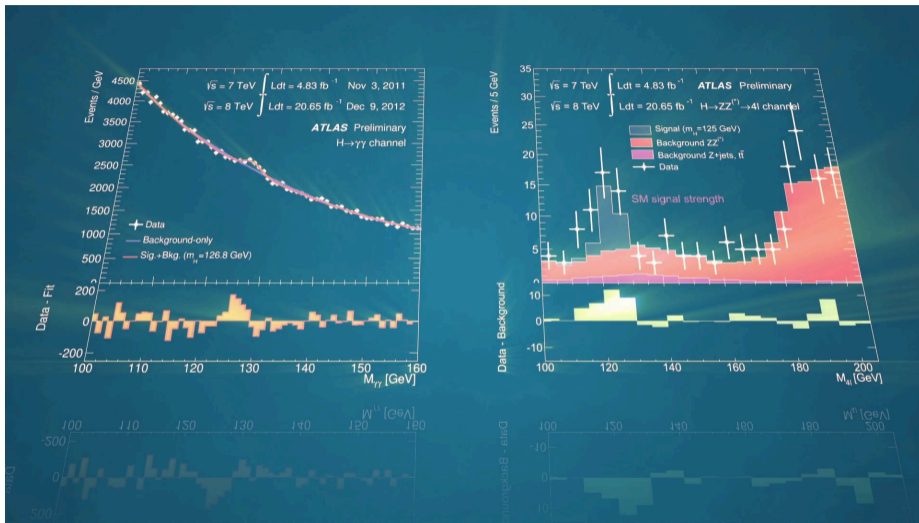 4500
4000
3500
3000
2500
2000
1500
1000
500
0
Events / GeV
√s = 7 TeV ∫ Ldt = 4.83 fb⁻¹ Nov 3, 2011
√s = 8 TeV ∫ Ldt = 20.65 fb⁻¹ Dec 9, 2012
ATLAS Preliminary
H→γγ channel
Data
Background-only
Sig.+Bkg. (m_H=126.8 GeV)
200
0
-200
Data - Fit
100 110 120 130 140 150 160
M_γγ [GeV]
35
30
25
20
15
10
5
0
Events / 5 GeV
√s = 7 TeV ∫ Ldt = 4.83 fb⁻¹ ATLAS Preliminary
√s = 8 TeV ∫ Ldt = 20.65 fb⁻¹ H→ZZ⁽*⁾→4l channel
Signal (m_H=125 GeV)
Background ZZ⁽*⁾
Background Z+jets, tt̄
Data
SM signal strength
10
0
-10
Data - Background
100 120 140 160 180 200
M_4l [GeV]